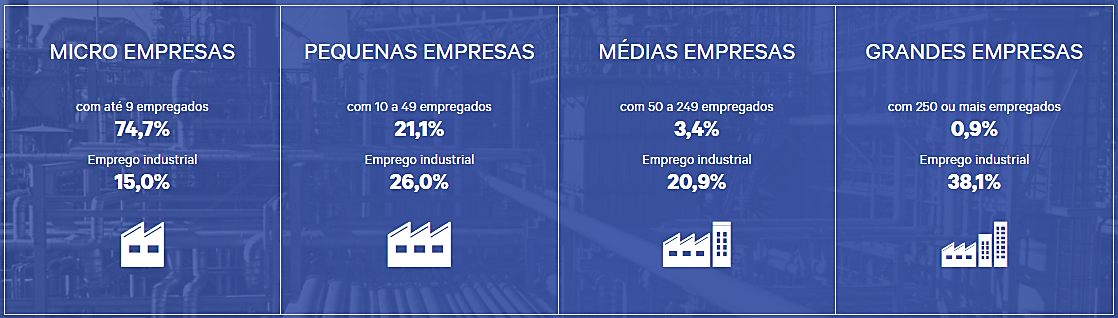 MICRO EMPRESAS
com até 9 empregados
74,7%
Emprego industrial
15,0%
PEQUENAS EMPRESAS
com 10 a 49 empregados
21,1%
Emprego industrial
26,0%
MÉDIAS EMPRESAS
com 50 a 249 empregados
3,4%
Emprego industrial
20,9%
GRANDES EMPRESAS
com 250 ou mais empregados
0,9%
Emprego industrial
38,1%